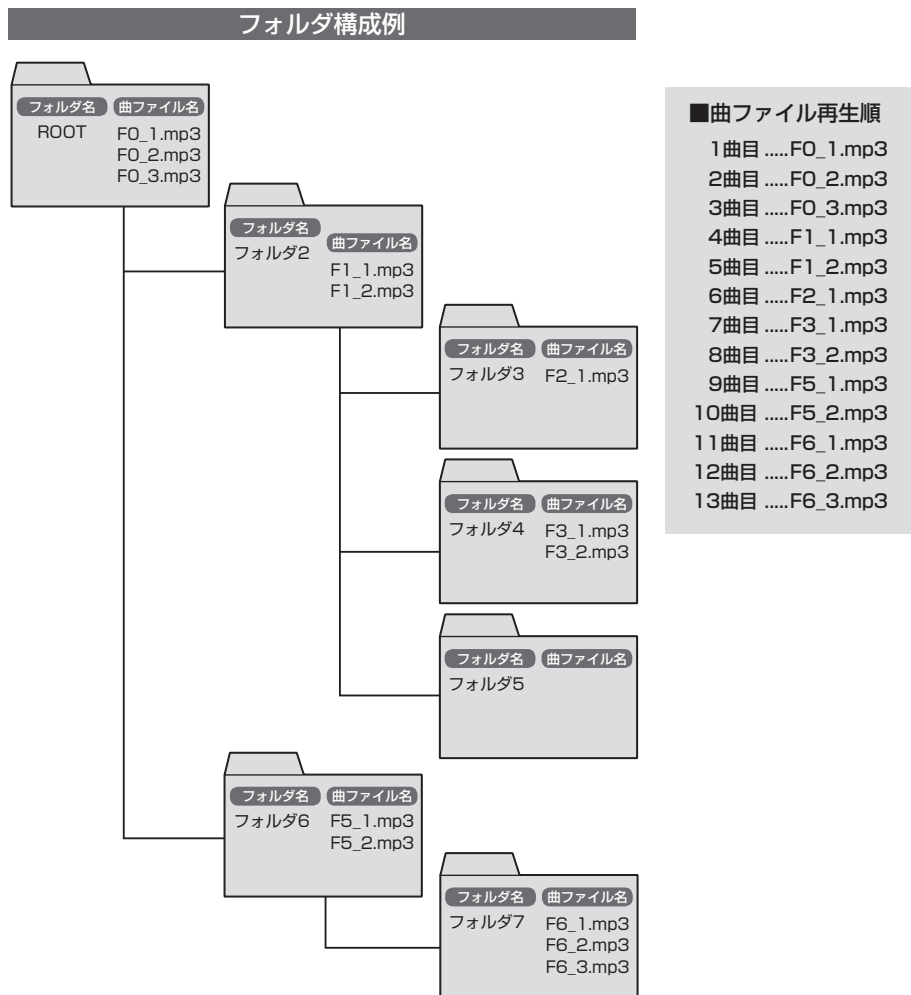 フォルダ構成例
フォルダ名 曲ファイル名
ROOT F0_1.mp3
F0_2.mp3
F0_3.mp3
フォルダ名
曲ファイル名
フォルダ2
F1_1.mp3
F1_2.mp3
フォルダ名 曲ファイル名
フォルダ3 F2_1.mp3
フォルダ名 曲ファイル名
フォルダ4 F3_1.mp3
F3_2.mp3
フォルダ名 曲ファイル名
フォルダ5
フォルダ名 曲ファイル名
フォルダ6 F5_1.mp3
F5_2.mp3
フォルダ名 曲ファイル名
フォルダ7 F6_1.mp3
F6_2.mp3
F6_3.mp3
■曲ファイル再生順
1曲目 .....F0_1.mp3
2曲目 .....F0_2.mp3
3曲目 .....F0_3.mp3
4曲目 .....F1_1.mp3
5曲目 .....F1_2.mp3
6曲目 .....F2_1.mp3
7曲目 .....F3_1.mp3
8曲目 .....F3_2.mp3
9曲目 .....F5_1.mp3
10曲目 .....F5_2.mp3
11曲目 .....F6_1.mp3
12曲目 .....F6_2.mp3
13曲目 .....F6_3.mp3